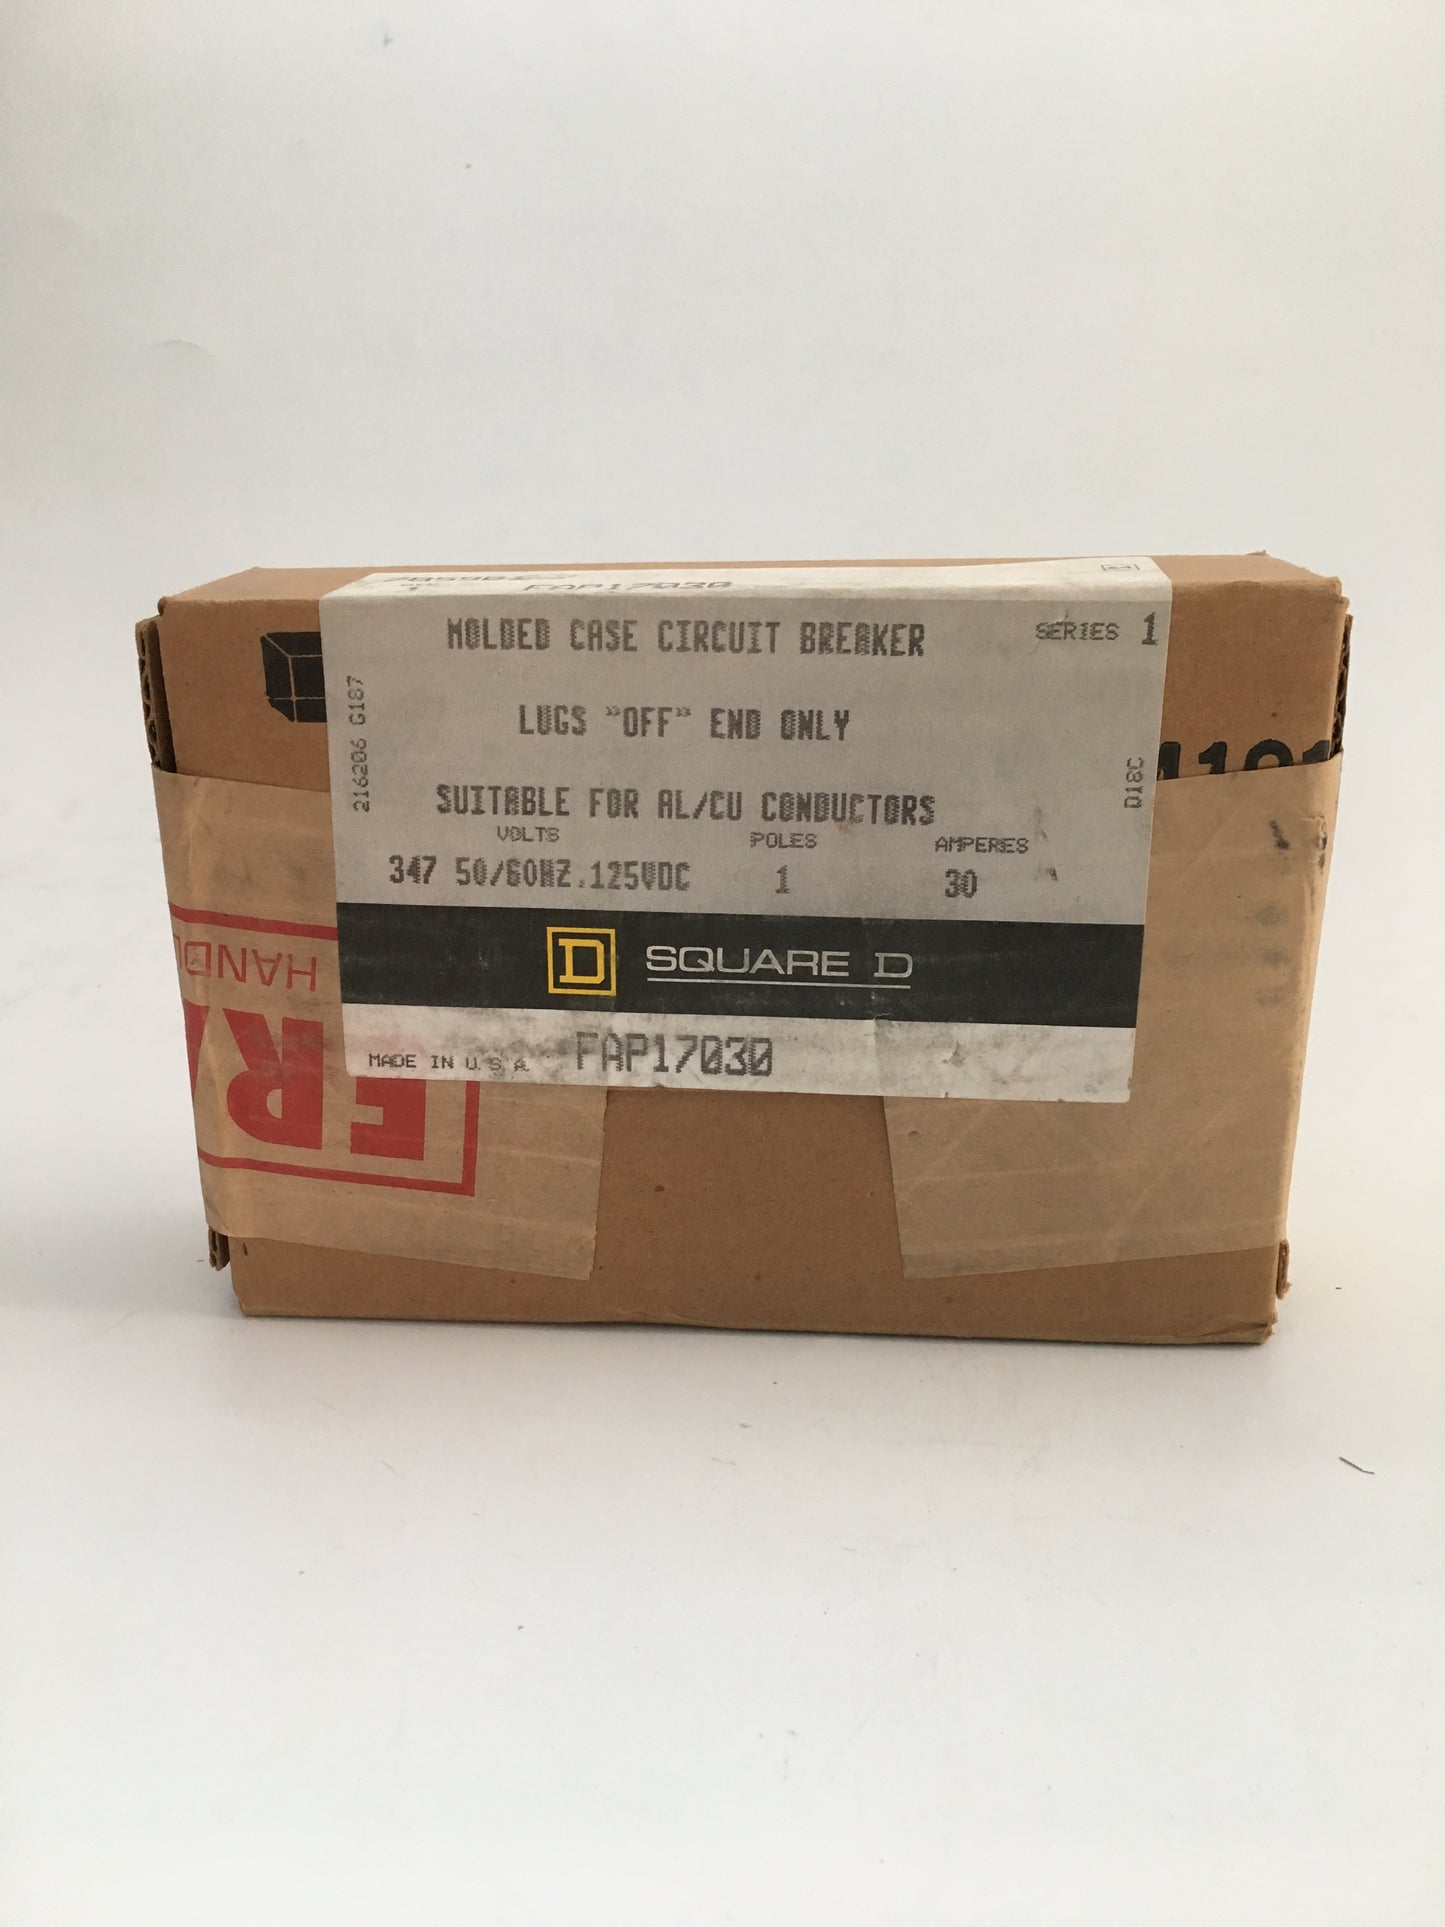 FAP17030
MOLDED CASE CIRCUIT BREAKER
SERIES 1
LUGS "OFF" END ONLY
216206 G187
D18C
SUITABLE FOR AL/CU CONDUCTORS
VOLTS POLES AMPERES
347 50/60HZ.125VDC 1 30
D SQUARE D
MADE IN U.S.A. FAP17030
HAND
FRA